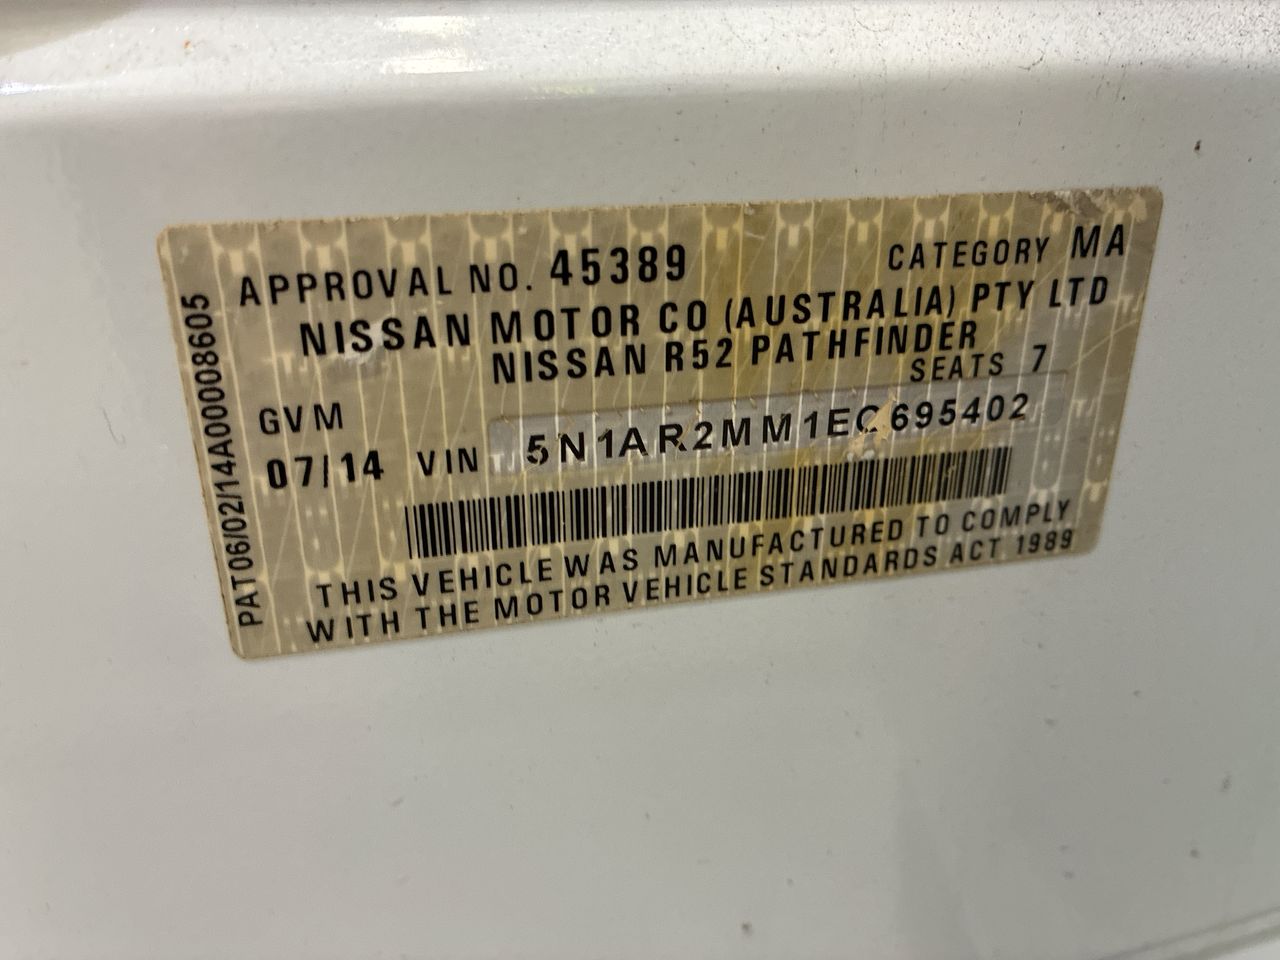 APPROVAL NO. 45389 CATEGORY MA
NISSAN MOTOR CO (AUSTRALIA) PTY LTD
NISSAN R52 PATHFINDER
SEATS 7
GVM
07/14 VIN 5N1AR2MM1EC695402
THIS VEHICLE WAS MANUFACTURED TO COMPLY
WITH THE MOTOR VEHICLE STANDARDS ACT 1989
PAT06/02/14A00008605